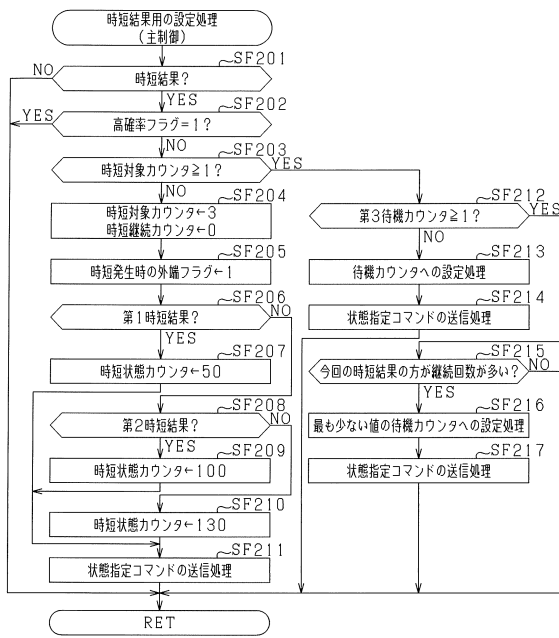 時短結果用の設定処理
(主制御)
SF201
時短結果?
NO
YES
SF202
高確率フラグ=1?
YES
NO
SF203
時短対象カウンタ≧1?
YES
NO
SF204
時短対象カウンタ←3
時短継続カウンタ←0
SF205
時短発生時の外端フラグ←1
SF206
第1時短結果?
NO
YES
SF207
時短状態カウンタ←50
SF208
第2時短結果?
NO
YES
SF209
時短状態カウンタ←100
SF210
時短状態カウンタ←130
SF211
状態指定コマンドの送信処理
SF212
第3待機カウンタ≧1?
YES
NO
SF213
待機カウンタへの設定処理
SF214
状態指定コマンドの送信処理
SF215
今回の時短結果の方が継続回数が多い?
NO
YES
SF216
最も少ない値の待機カウンタへの設定処理
SF217
状態指定コマンドの送信処理
RET